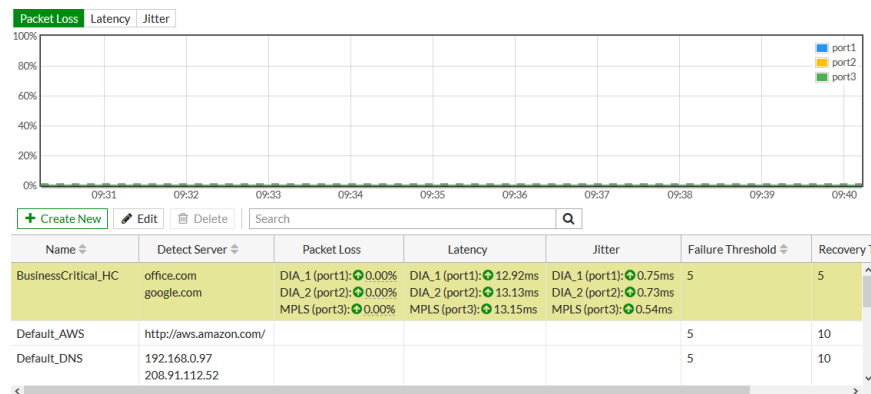 Packet Loss Latency Jitter
100%
port1
80%
port2
port3
60%
40%
20%
0%
09:31 09:32 09:33 09:34 09:35 09:36 09:37 09:38 09:39 09:40
Create New Edit Delete Search
Name Detect Server Packet Loss Latency Jitter Failure Threshold Recovery T
BusinessCritical_HC office.com DIA_1 (port1): 0.00% DIA_1 (port1): 12.92ms DIA_1 (port1): 0.75ms 5 5
google.com DIA_2 (port2): 0.00% DIA_2 (port2): 13.13ms DIA_2 (port2): 0.73ms
MPLS (port3): 0.00% MPLS (port3): 13.15ms MPLS (port3): 0.54ms
Default_AWS http://aws.amazon.com/ 5 10
Default_DNS 192.168.0.97 5 10
208.91.112.52